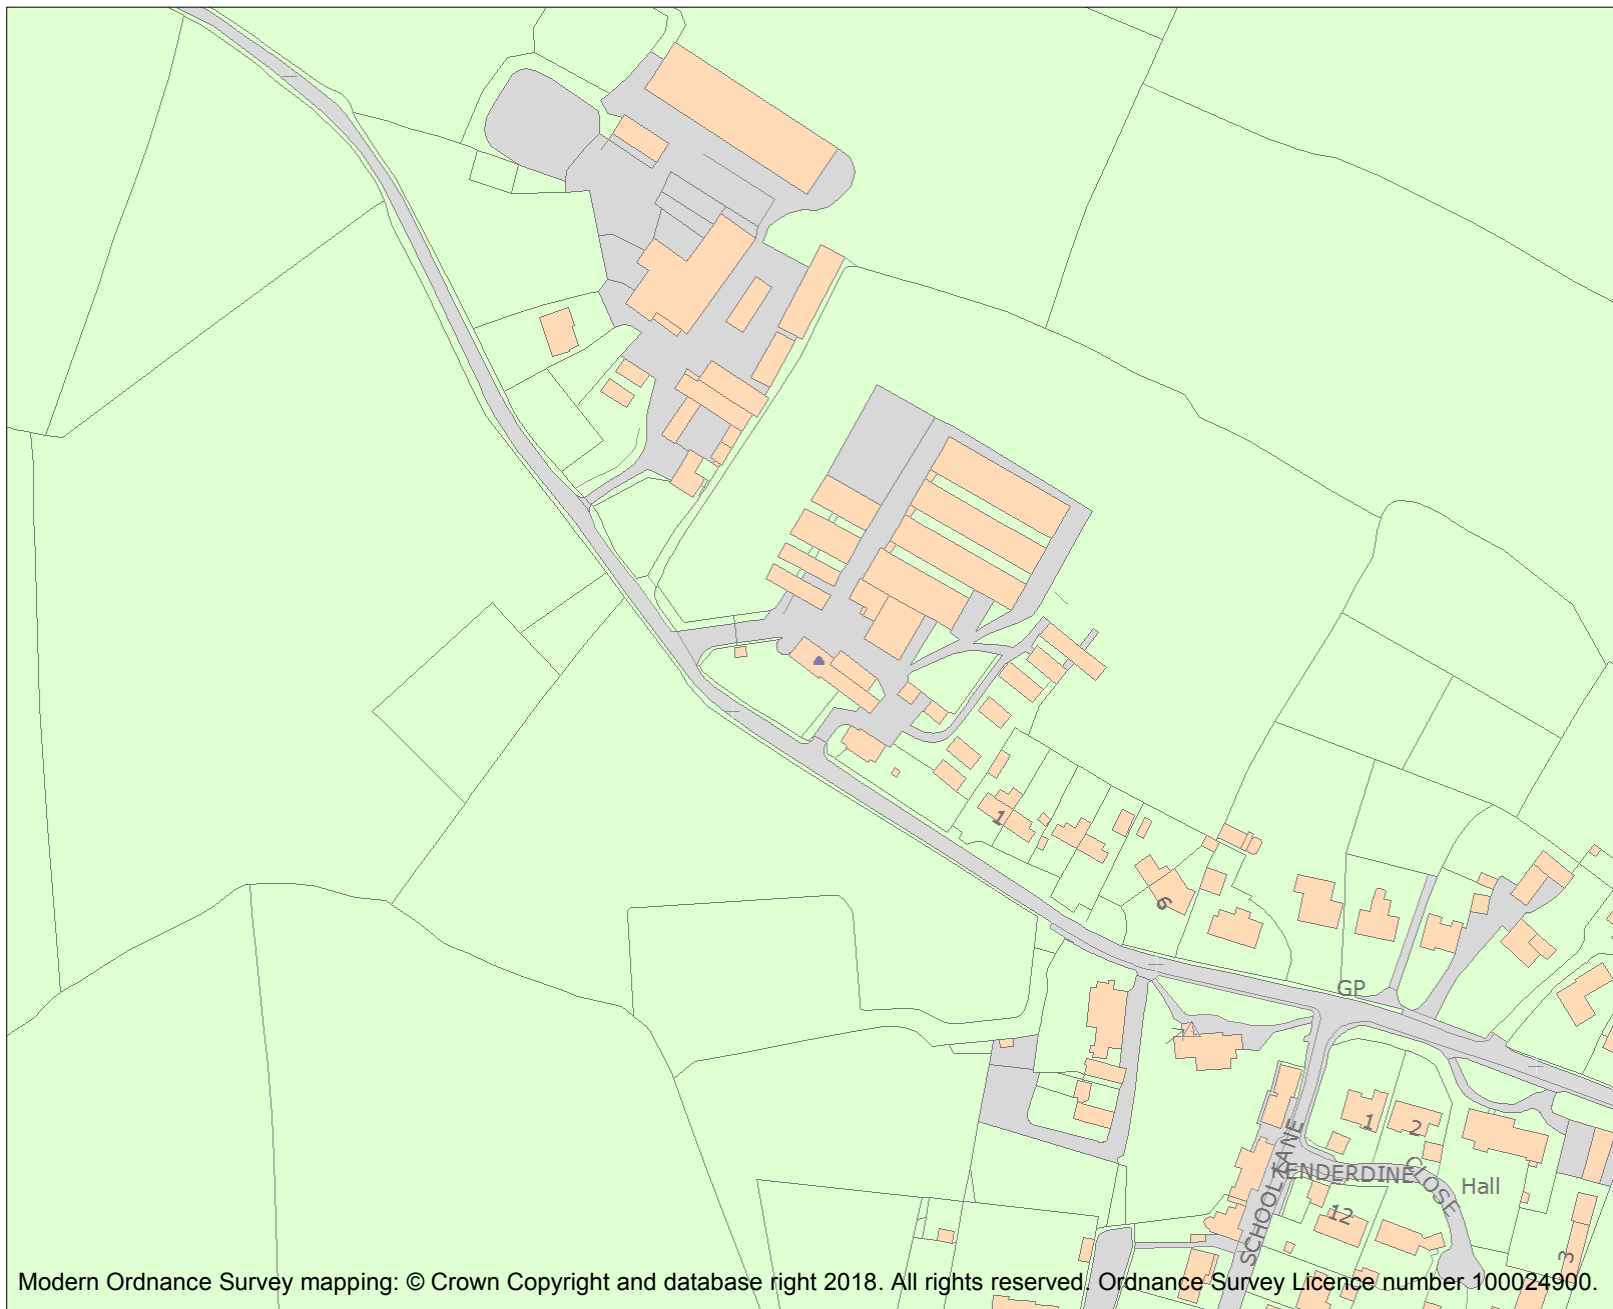 1
6
GP
1
2
SCHOOL LANE
KENDERDINE CLOSE
Hall
12
3
Modern Ordnance Survey mapping: © Crown Copyright and database right 2018. All rights reserved. Ordnance Survey Licence number 100024900.